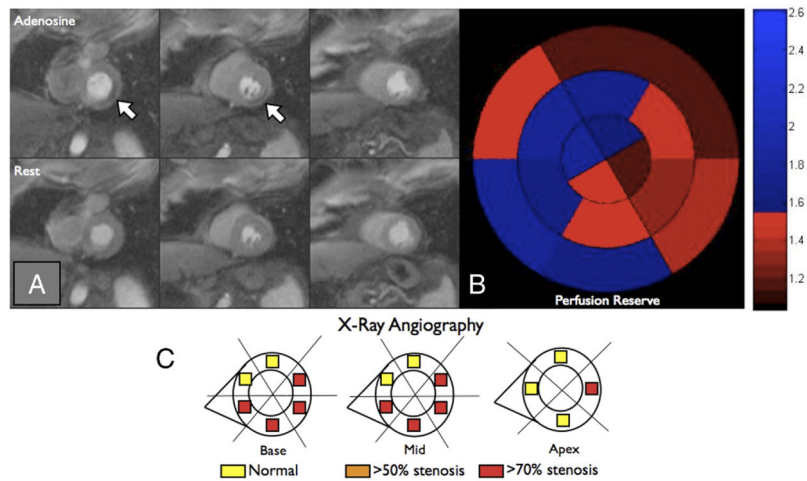 Adenosine
Rest
A
B
Perfusion Reserve
2.6
2.4
2.2
2
1.8
1.6
1.4
1.2
X-Ray Angiography
C
Base
Mid
Apex
Normal
>50% stenosis
>70% stenosis